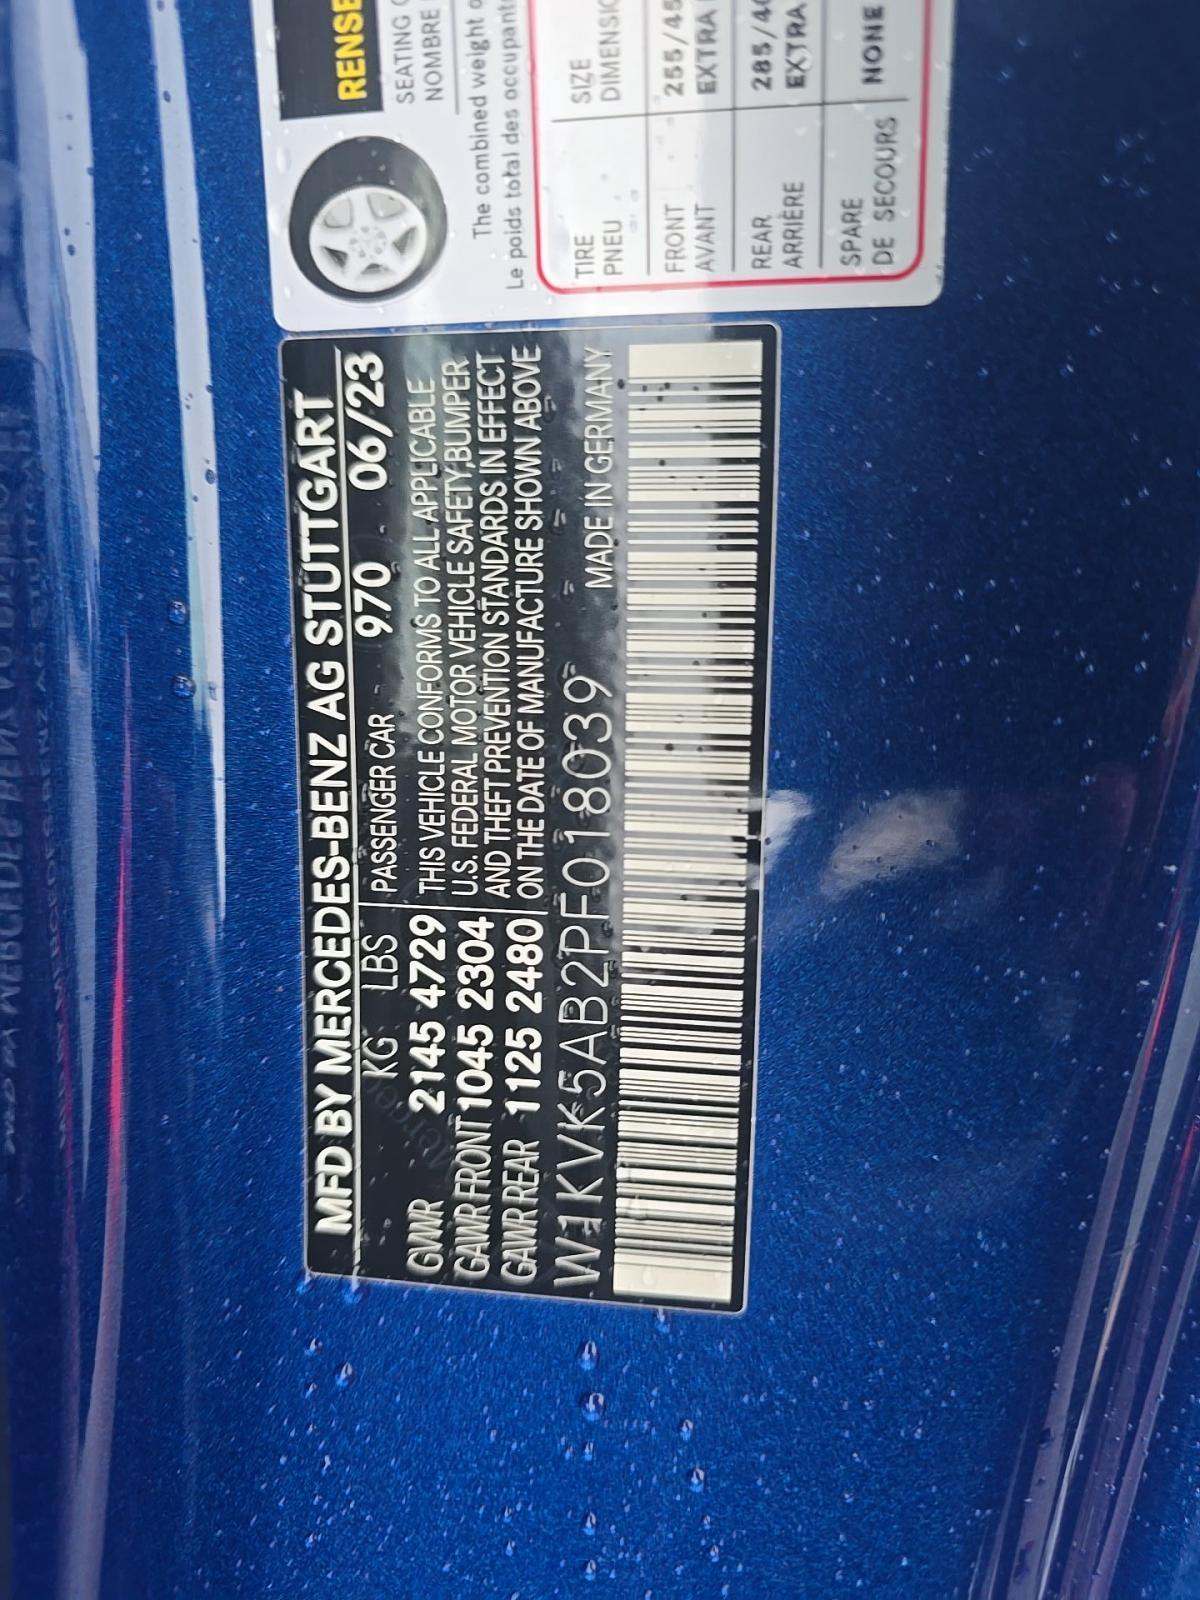 MFD BY MERCEDES-BENZ AG STUTTGART
KG LBS PASSENGER CAR 970 06/23
GWR 2145 4729 THIS VEHICLE CONFORMS TO ALL APPLICABLE
GAWR FRONT 1045 2304 U.S. FEDERAL MOTOR VEHICLE SAFETY,BUMPER
GAWR REAR 1125 2480 AND THEFT PREVENTION STANDARDS IN EFFECT
ON THE DATE OF MANUFACTURE SHOWN ABOVE
W1KVK5AB2PF018039 MADE IN GERMANY
RENSE
SEATING
NOMBRE
The combined weight o
Le poids total des occupant
TIRE SIZE
PNEU DIMENSIO
FRONT 255/45
AVANT EXTRA
REAR 285/40
ARRIÈRE EXTRA
SPARE NONE
DE SECOURS